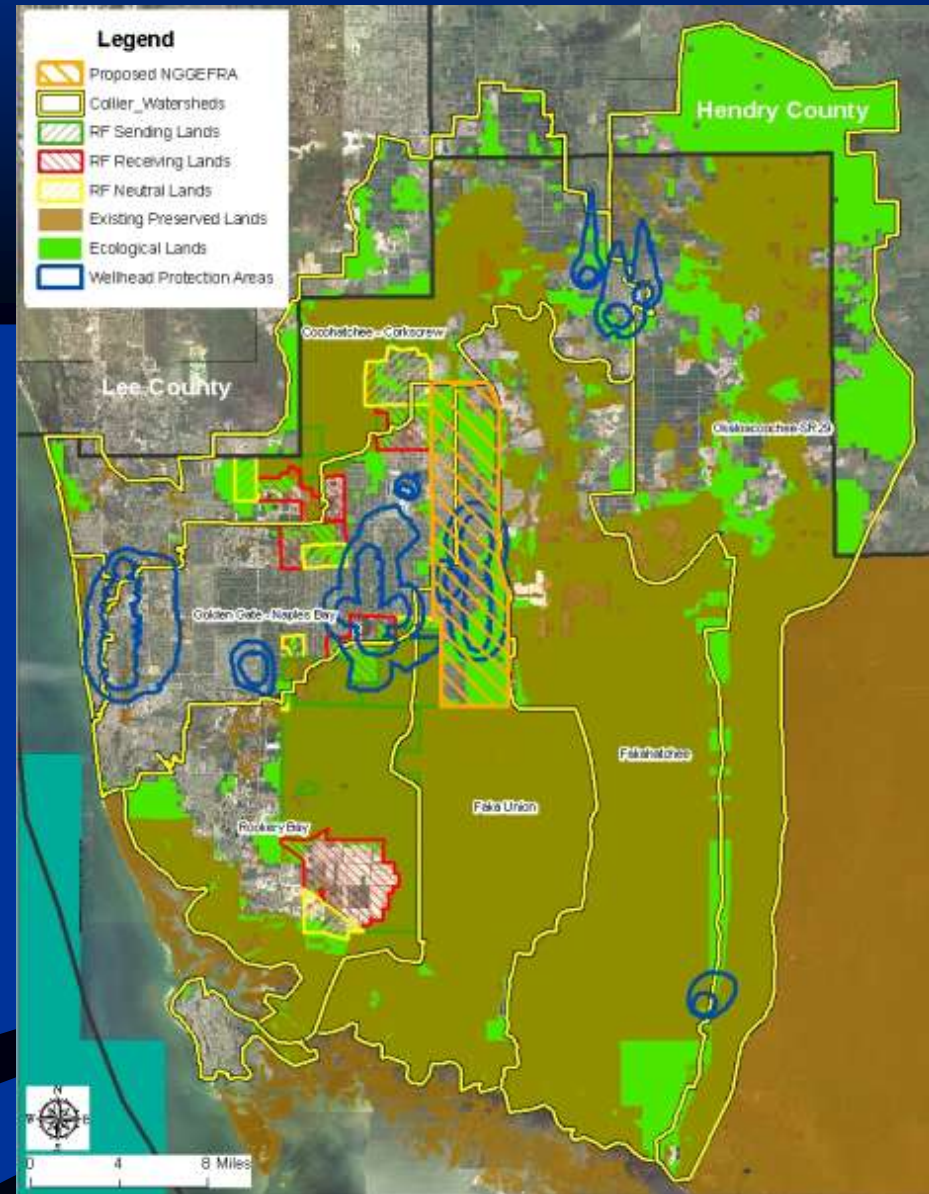 Legend
Proposed NGGEFRA
Collier_Watersheds
RF Sending Lands
RF Receiving Lands
RF Neutral Lands
Existing Preserved Lands
Ecological Lands
Wellhead Protection Areas
Hendry County
Cocohatchee - Corkscrew
Lee County
Okaloacoochee-SR29
Golden Gate - Naples Bay
Fakahatchee
Faka Union
Rookery Bay
N
W
E
S
0 4 8 Miles